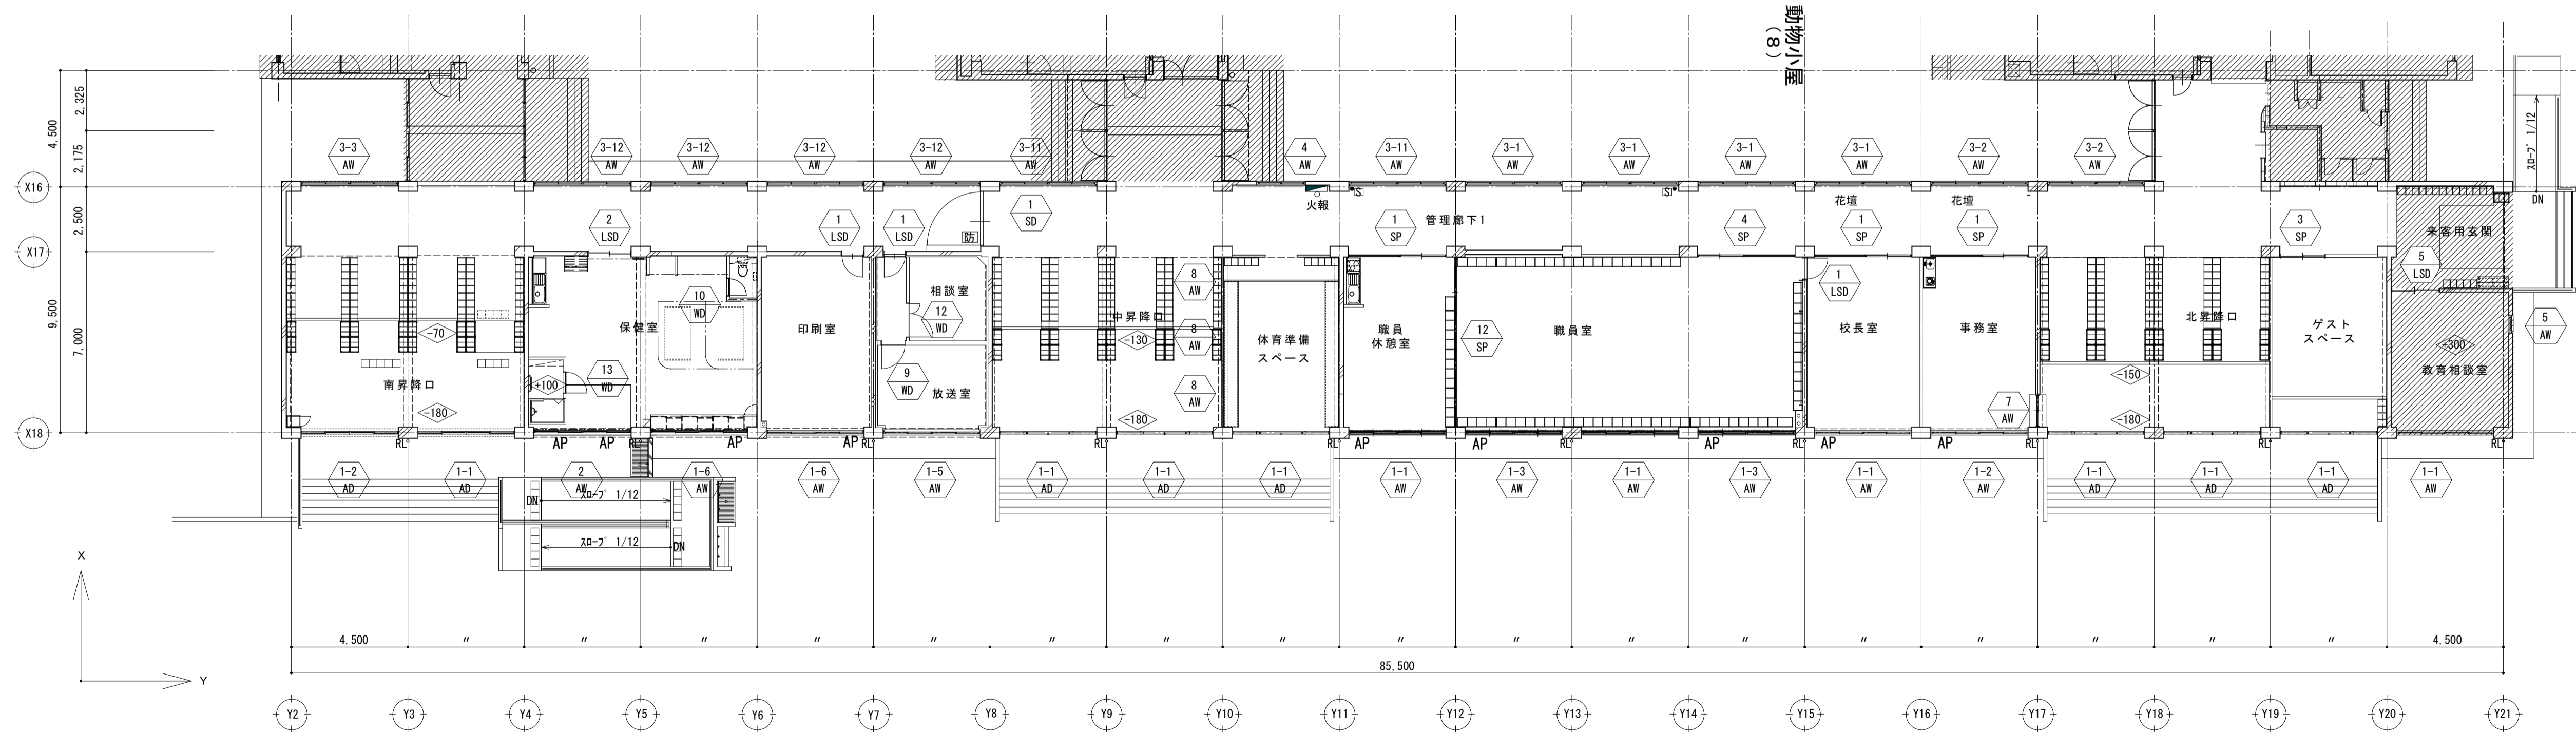 動物小屋
(8)
2,325
4,500
2,175
2,500
9,500
7,000
X16
X17
X18
3-3
AW
3-12
AW
3-12
AW
3-12
AW
3-12
AW
3-11
AW
4
AW
3-11
AW
3-1
AW
3-1
AW
3-1
AW
3-1
AW
3-2
AW
3-2
AW
スロープ 1/12
DN
火報
S
S
2
LSD
1
LSD
1
LSD
防
1
SD
1
SP
管理廊下1
4
SP
花壇
1
SP
花壇
1
SP
3
SP
来客用玄関
5
LSD
南昇降口
-70
-180
保健室
10
WD
13
WD
+100
印刷室
相談室
12
WD
9
WD
放送室
中昇降口
-130
-180
8
AW
8
AW
8
AW
体育準備
スペース
職員
休憩室
12
SP
職員室
1
LSD
校長室
事務室
7
AW
北昇降口
-150
-180
ゲスト
スペース
+300
教育相談室
5
AW
RL
AP
AP
RL
AP
AP
RL
RL
AP
AP
RL
AP
RL
AP
AP
RL
RL
RL
1-2
AD
1-1
AD
2
AW
1-6
AW
1-6
AW
1-5
AW
1-1
AD
1-1
AD
1-1
AD
1-1
AW
1-3
AW
1-1
AW
1-3
AW
1-1
AW
1-2
AW
1-1
AD
1-1
AD
1-1
AD
1-1
AW
DN
スロープ 1/12
スロープ 1/12
DN
X
Y
4,500 〃 〃 〃 〃 〃 〃 〃 〃 〃 〃 〃 〃 〃 〃 〃 〃 〃 4,500
85,500
Y2 Y3 Y4 Y5 Y6 Y7 Y8 Y9 Y10 Y11 Y12 Y13 Y14 Y15 Y16 Y17 Y18 Y19 Y20 Y21